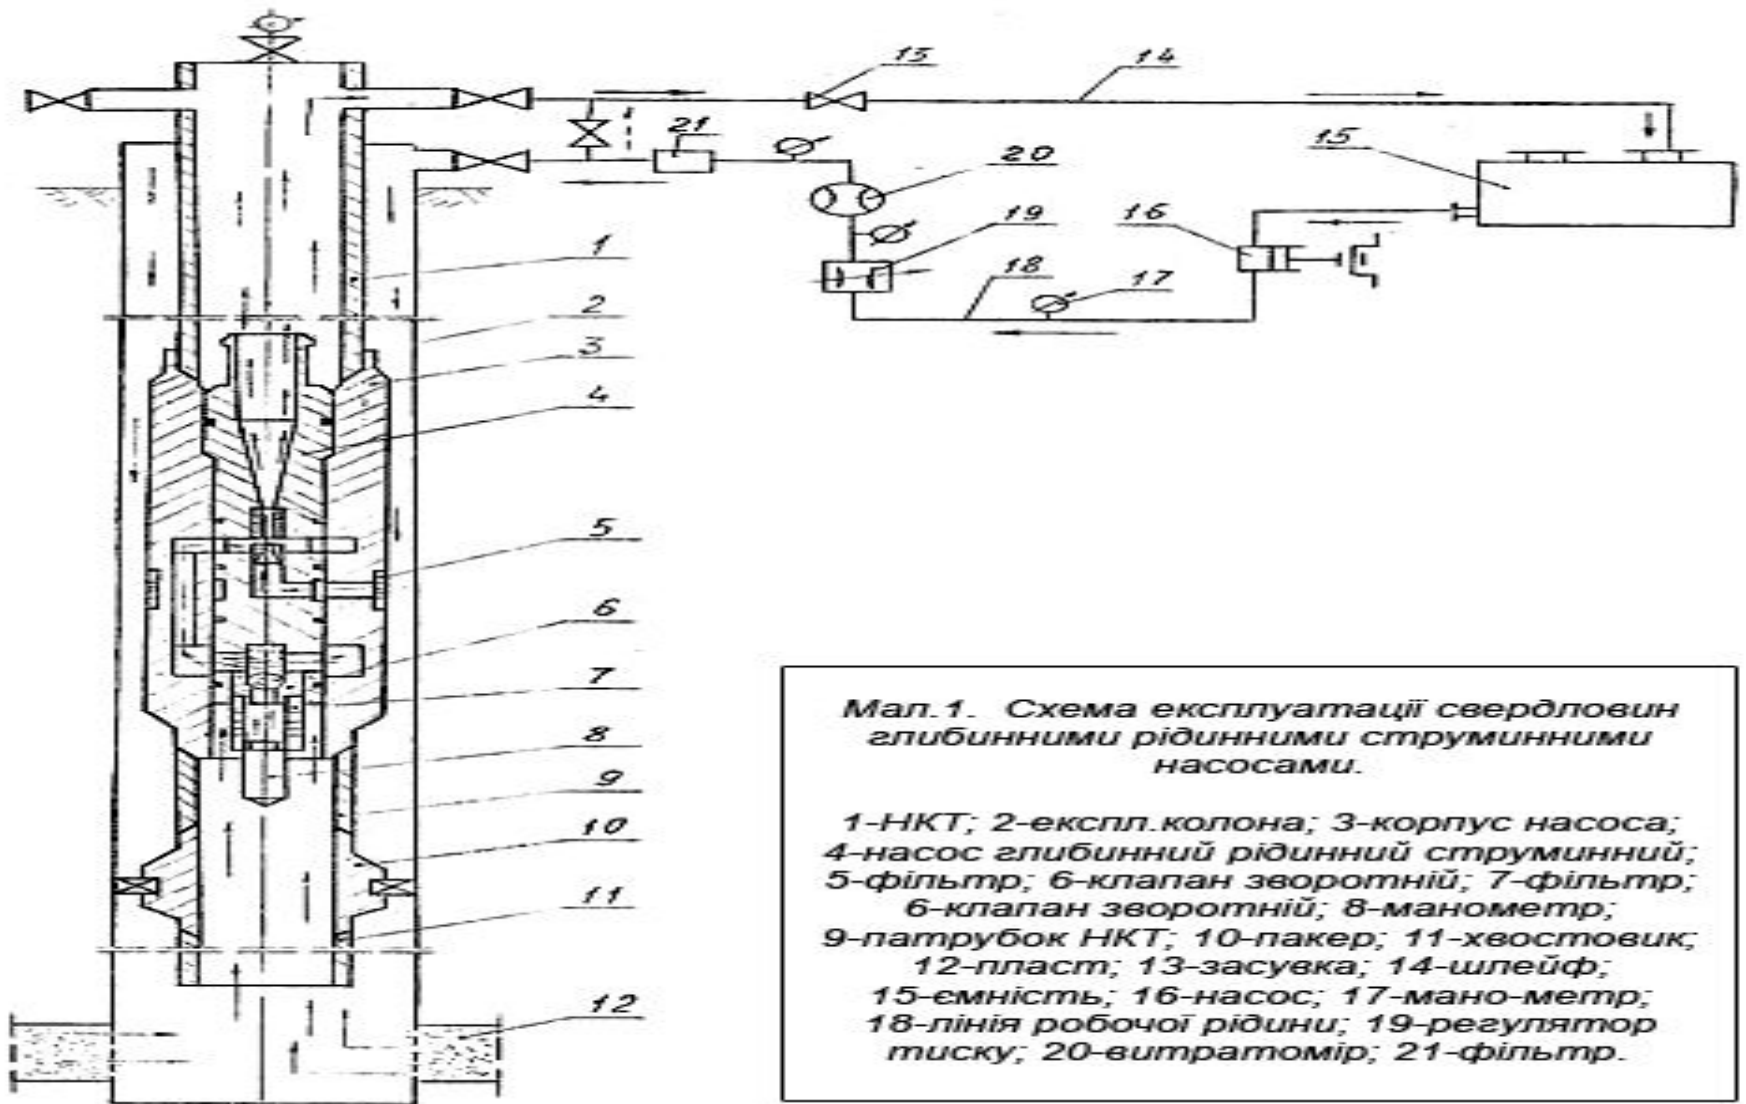 15
14
21
20
15
19
16
18
17
1
2
3
4
5
6
7
8
9
10
11
12
Мал.1. Схема експлуатації свердловин
глибинними рідинними струминними
насосами.
1-НКТ; 2-експл.колона; 3-корпус насоса;
4-насос глибинний рідинний струминний;
5-фільтр; 6-клапан зворотній; 7-фільтр;
6-клапан зворотній; 8-манометр;
9-патрубок НКТ; 10-пакер; 11-хвостовик;
12-пласт; 13-засувка; 14-шлейф;
15-ємність; 16-насос; 17-мано-метр;
18-лінія робочої рідини; 19-регулятор
тиску; 20-витратомір; 21-фільтр.